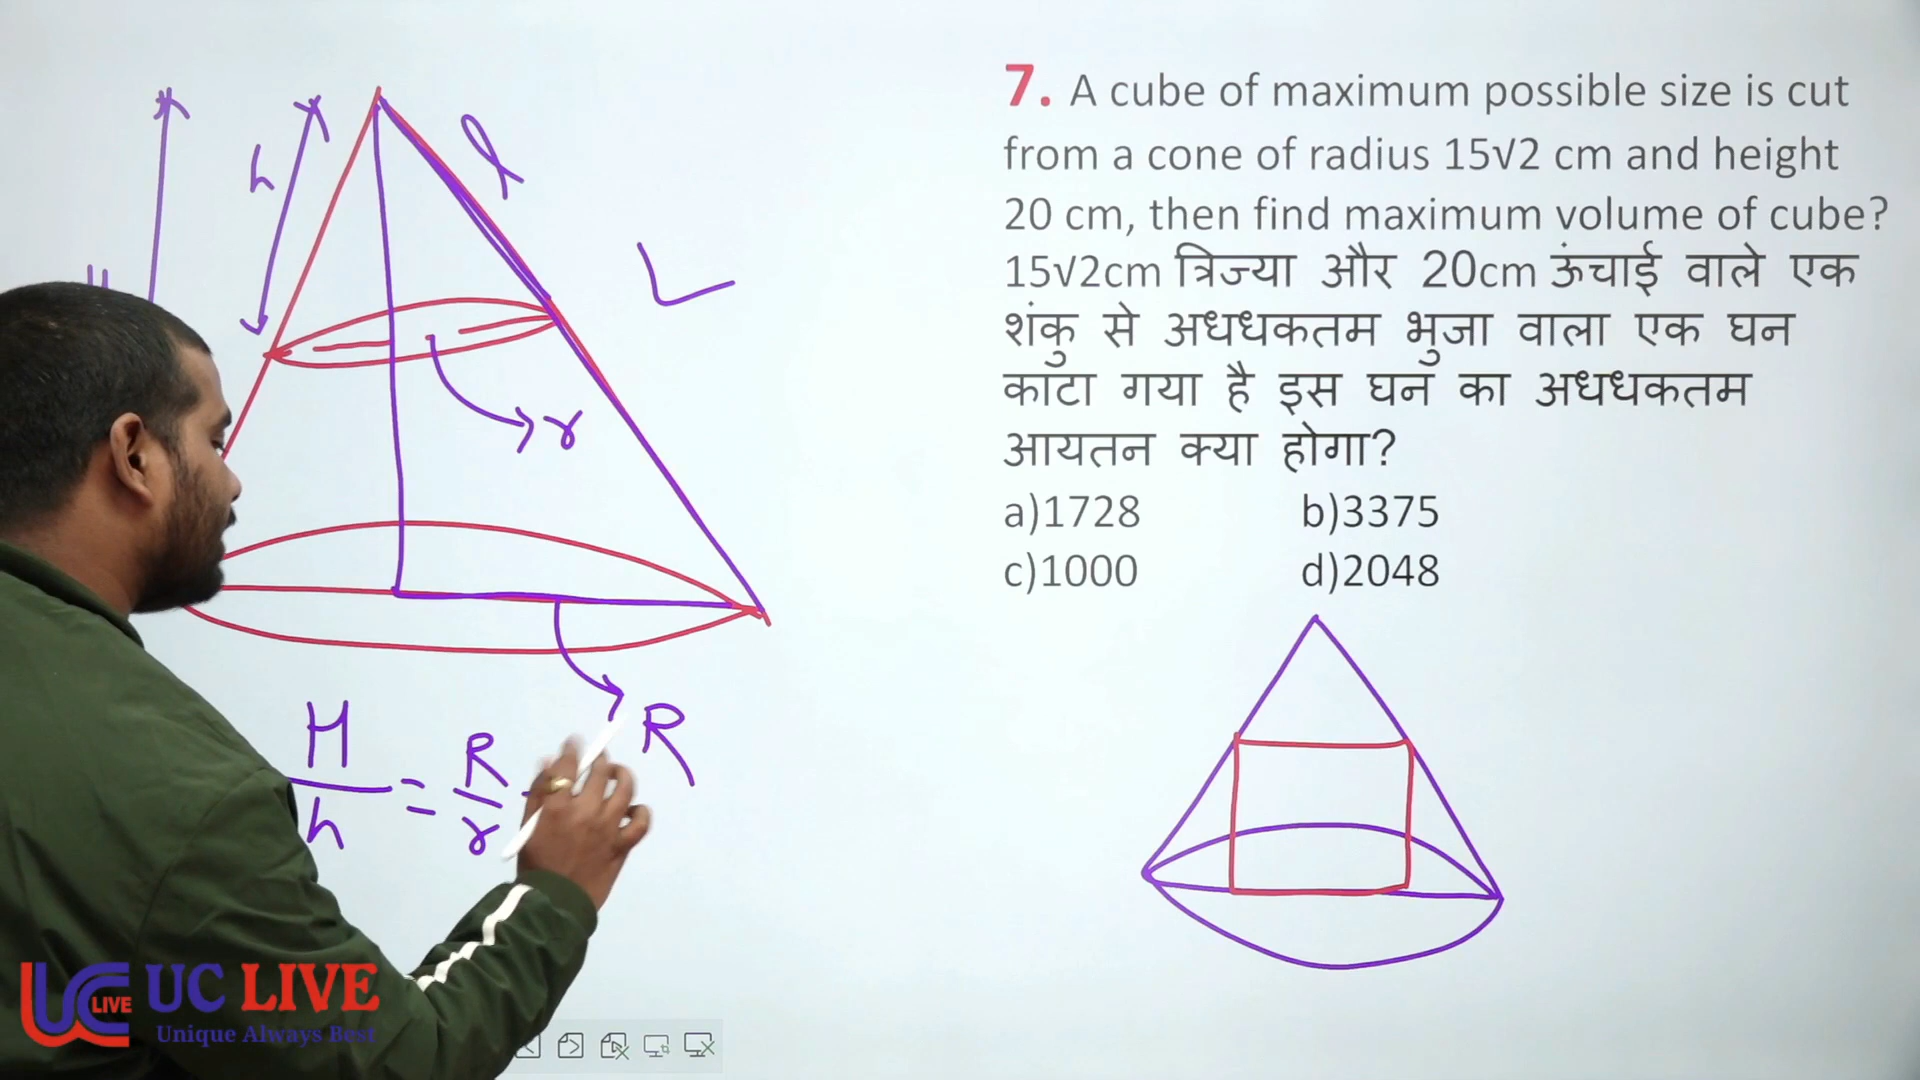 h
l
L
r
H
h
=
R
r
R
7. A cube of maximum possible size is cut
from a cone of radius 15√2 cm and height
20 cm, then find maximum volume of cube?
15√2cm त्रिज्या और 20cm ऊंचाई वाले एक
शंकु से अधधकतम भुजा वाला एक घन
काटा गया है इस घन का अधधकतम
आयतन क्या होगा?
a)1728 b)3375
c)1000 d)2048
UC LIVE UC LIVE
Unique Always Best